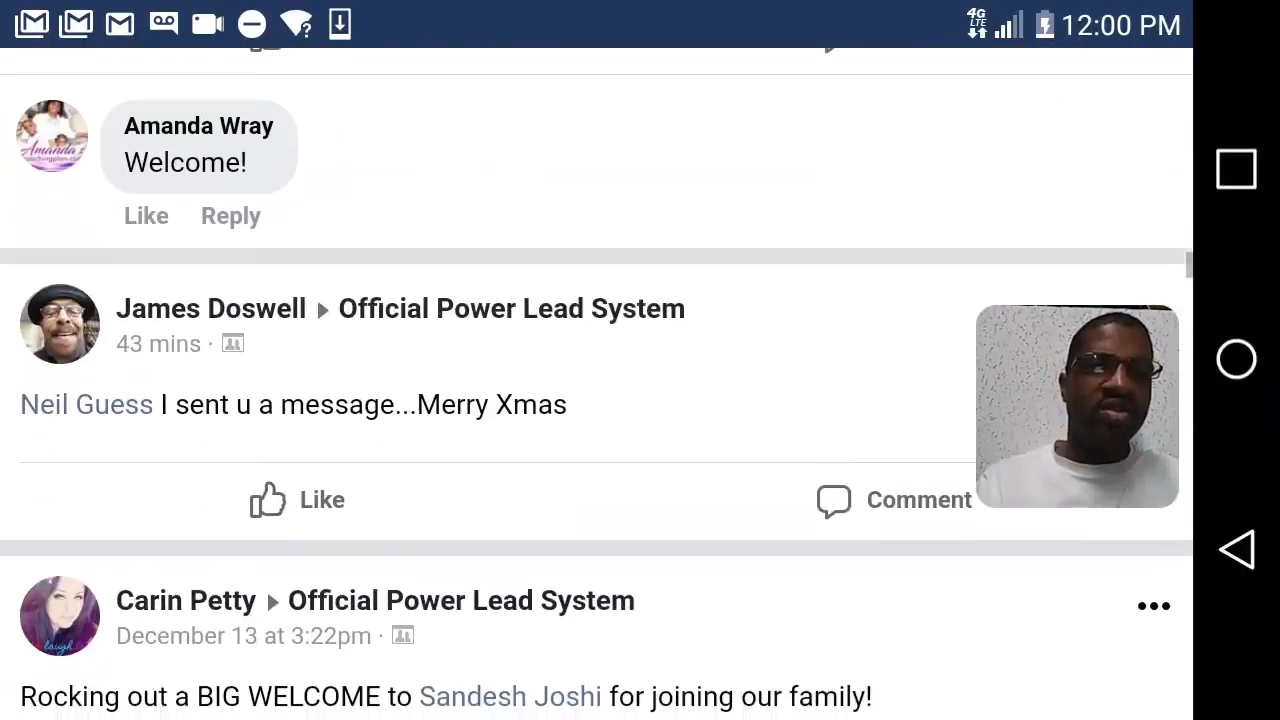 4G
LTE
12:00 PM
Amanda Wray
Welcome!
Like Reply
James Doswell Official Power Lead System
43 mins ·
Neil Guess I sent u a message...Merry Xmas
Like Comment
Carin Petty Official Power Lead System
December 13 at 3:22pm ·
Rocking out a BIG WELCOME to Sandesh Joshi for joining our family!